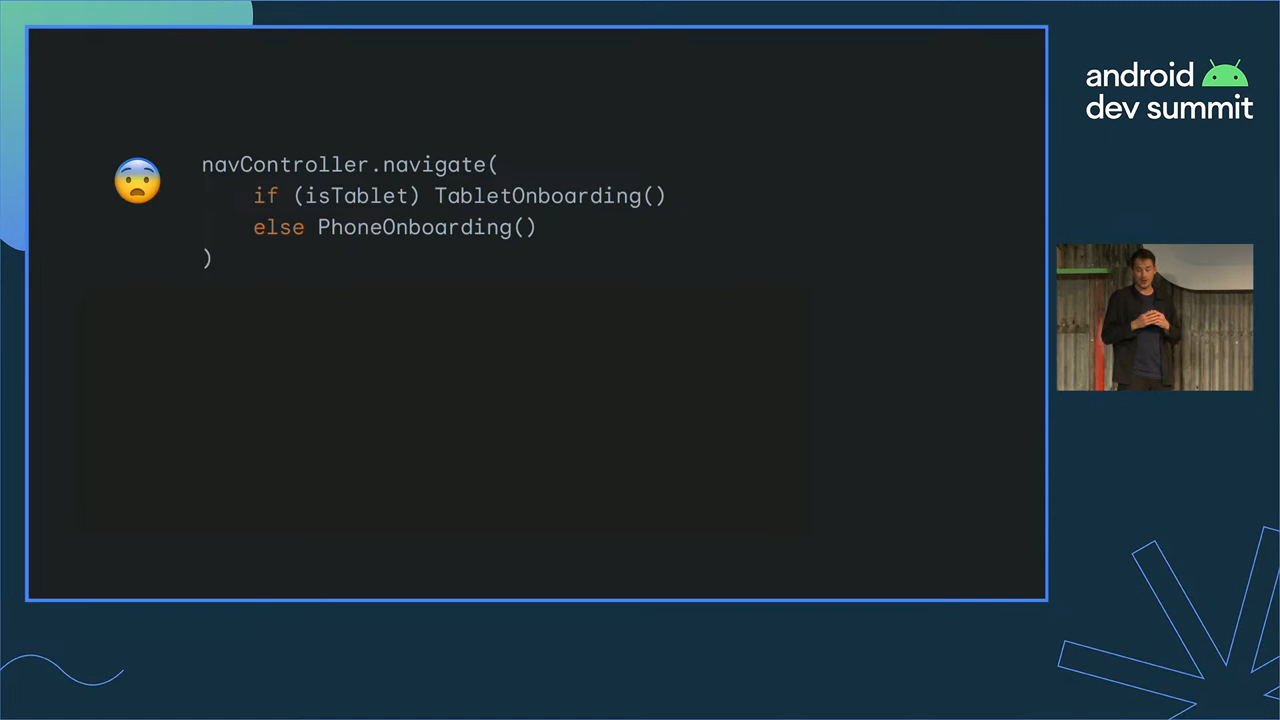 android
dev summit
navController.navigate(
    if (isTablet) TabletOnboarding()
    else PhoneOnboarding()
)